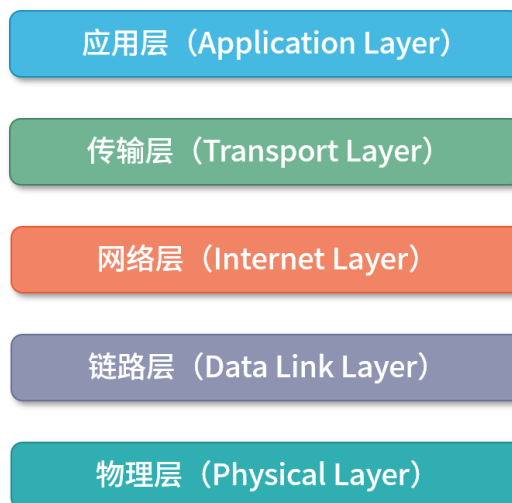 应用层（Application Layer）
传输层（Transport Layer）
网络层（Internet Layer）
链路层（Data Link Layer）
物理层（Physical Layer）